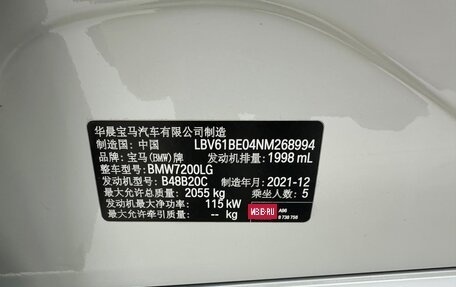 华晨宝马汽车有限公司制造
制造国: 中国 LBV61BE04NM268994
品牌: 宝马(BMW)牌 发动机排量: 1998 mL
整车型号: BMW7200LG
发动机型号: B48B20C 制造年月: 2021-12
最大允许总质量: 2055 kg 乘坐人数: 5
发动机最大净功率: 115 kW
最大允许牵引质量: -- kg